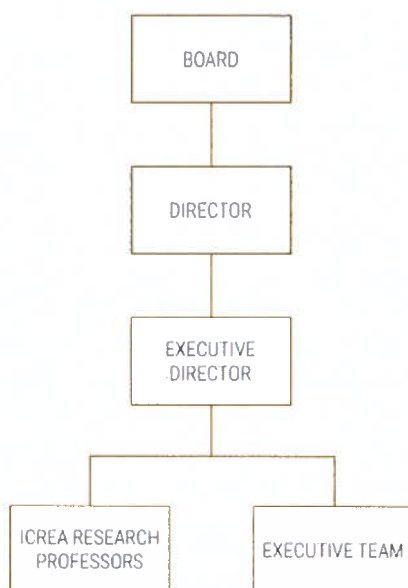 BOARD
DIRECTOR
EXECUTIVE
DIRECTOR
ICREA RESEARCH
PROFESSORS
EXECUTIVE TEAM